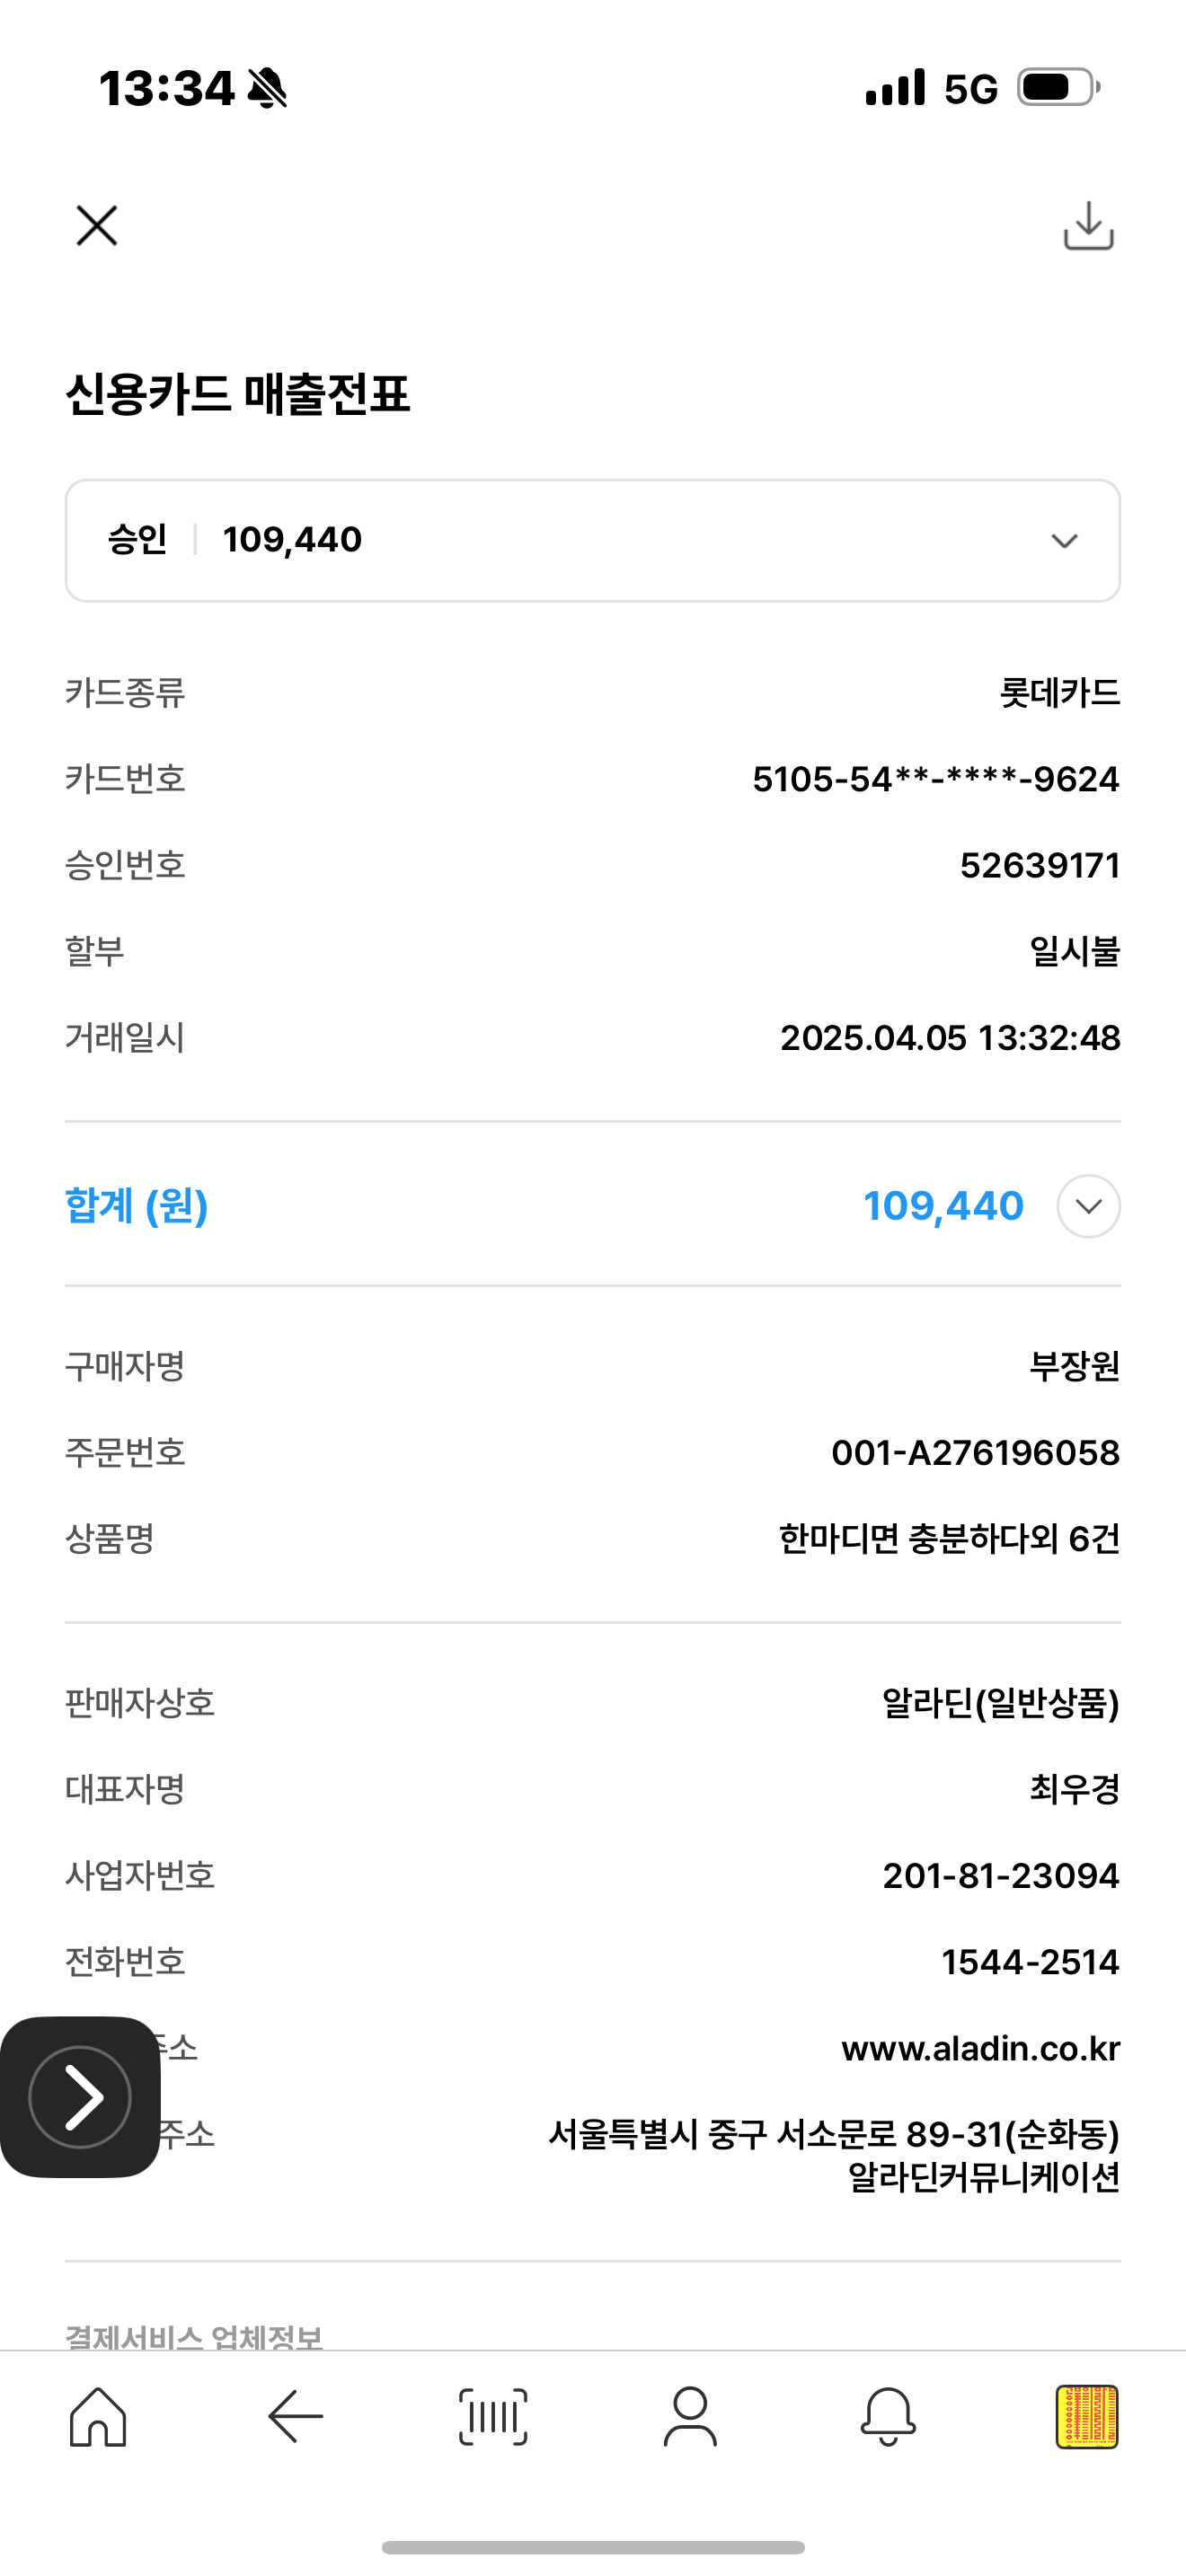 13:34
5G
신용카드 매출전표
승인 109,440
카드종류 롯데카드
카드번호 5105-54**-****-9624
승인번호 52639171
할부 일시불
거래일시 2025.04.05 13:32:48
합계 (원) 109,440
구매자명 부장원
주문번호 001-A276196058
상품명 한마디면 충분하다외 6건
판매자상호 알라딘(일반상품)
대표자명 최우경
사업자번호 201-81-23094
전화번호 1544-2514
주소 www.aladin.co.kr
주소 서울특별시 중구 서소문로 89-31(순화동)
알라딘커뮤니케이션
결제서비스 업체정보